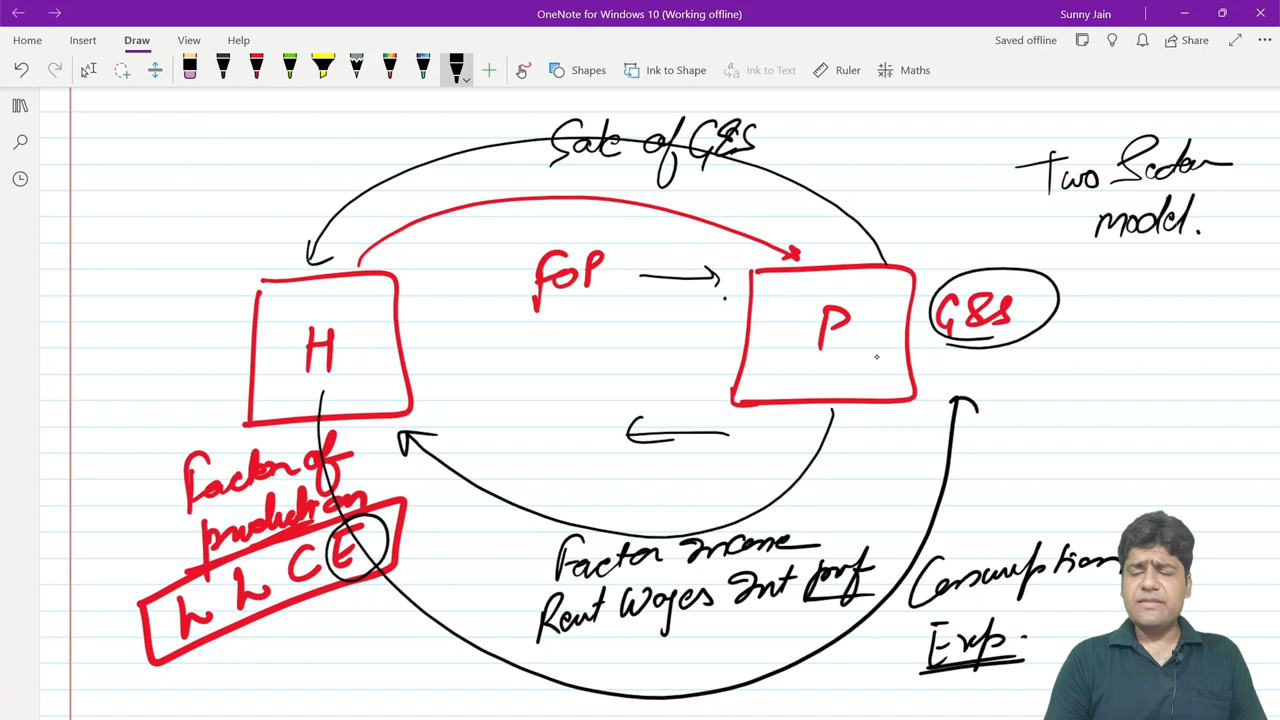 OneNote for Windows 10 (Working offline)
Sunny Jain
Home Insert Draw View Help
Saved offline
Share
Shapes
Ink to Shape
Ink to Text
Ruler
Maths
Sale of G&S
Two Sector
model.
FOP
H
P
G&S
Factor of
production
L L C E
Factor Income
Rent Wages Int prof
Consumption
Exp.